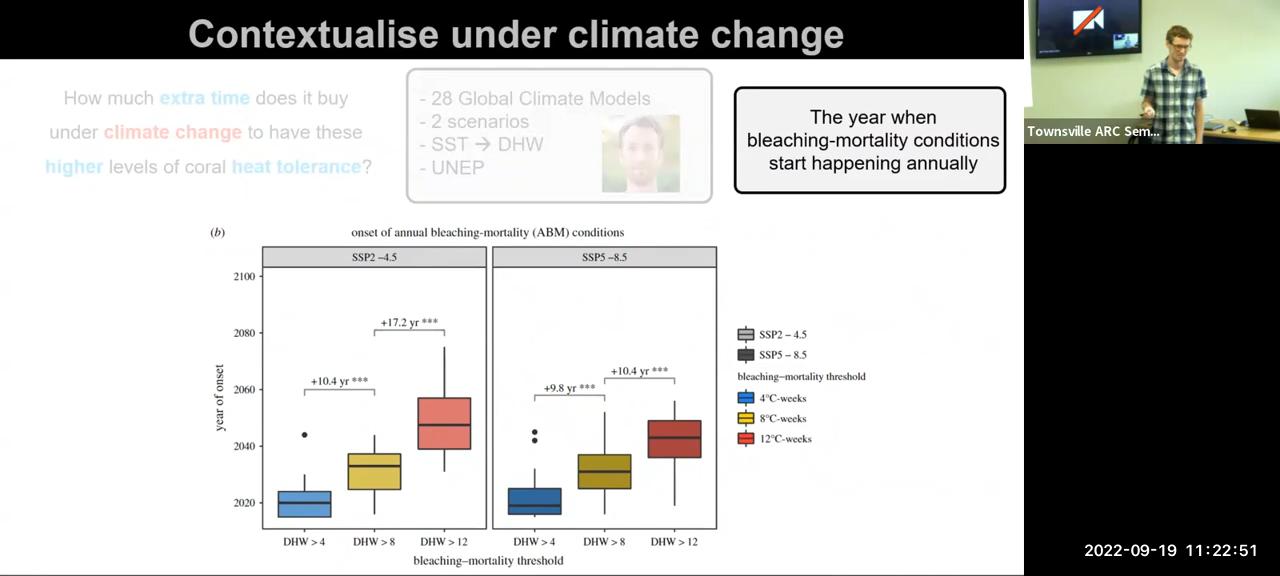 Contextualise under climate change
How much extra time does it buy
under climate change to have these
higher levels of coral heat tolerance?
- 28 Global Climate Models
- 2 scenarios
- SST → DHW
- UNEP
The year when
bleaching-mortality conditions
start happening annually
Townsville ARC Sem...
(b)
onset of annual bleaching-mortality (ABM) conditions
SSP2 –4.5
SSP5 –8.5
2100
2080
2060
2040
2020
year of onset
+10.4 yr ***
+17.2 yr ***
+9.8 yr ***
+10.4 yr ***
DHW > 4
DHW > 8
DHW > 12
DHW > 4
DHW > 8
DHW > 12
bleaching–mortality threshold
SSP2 – 4.5
SSP5 – 8.5
bleaching–mortality threshold
4°C-weeks
8°C-weeks
12°C-weeks
2022-09-19 11:22:51